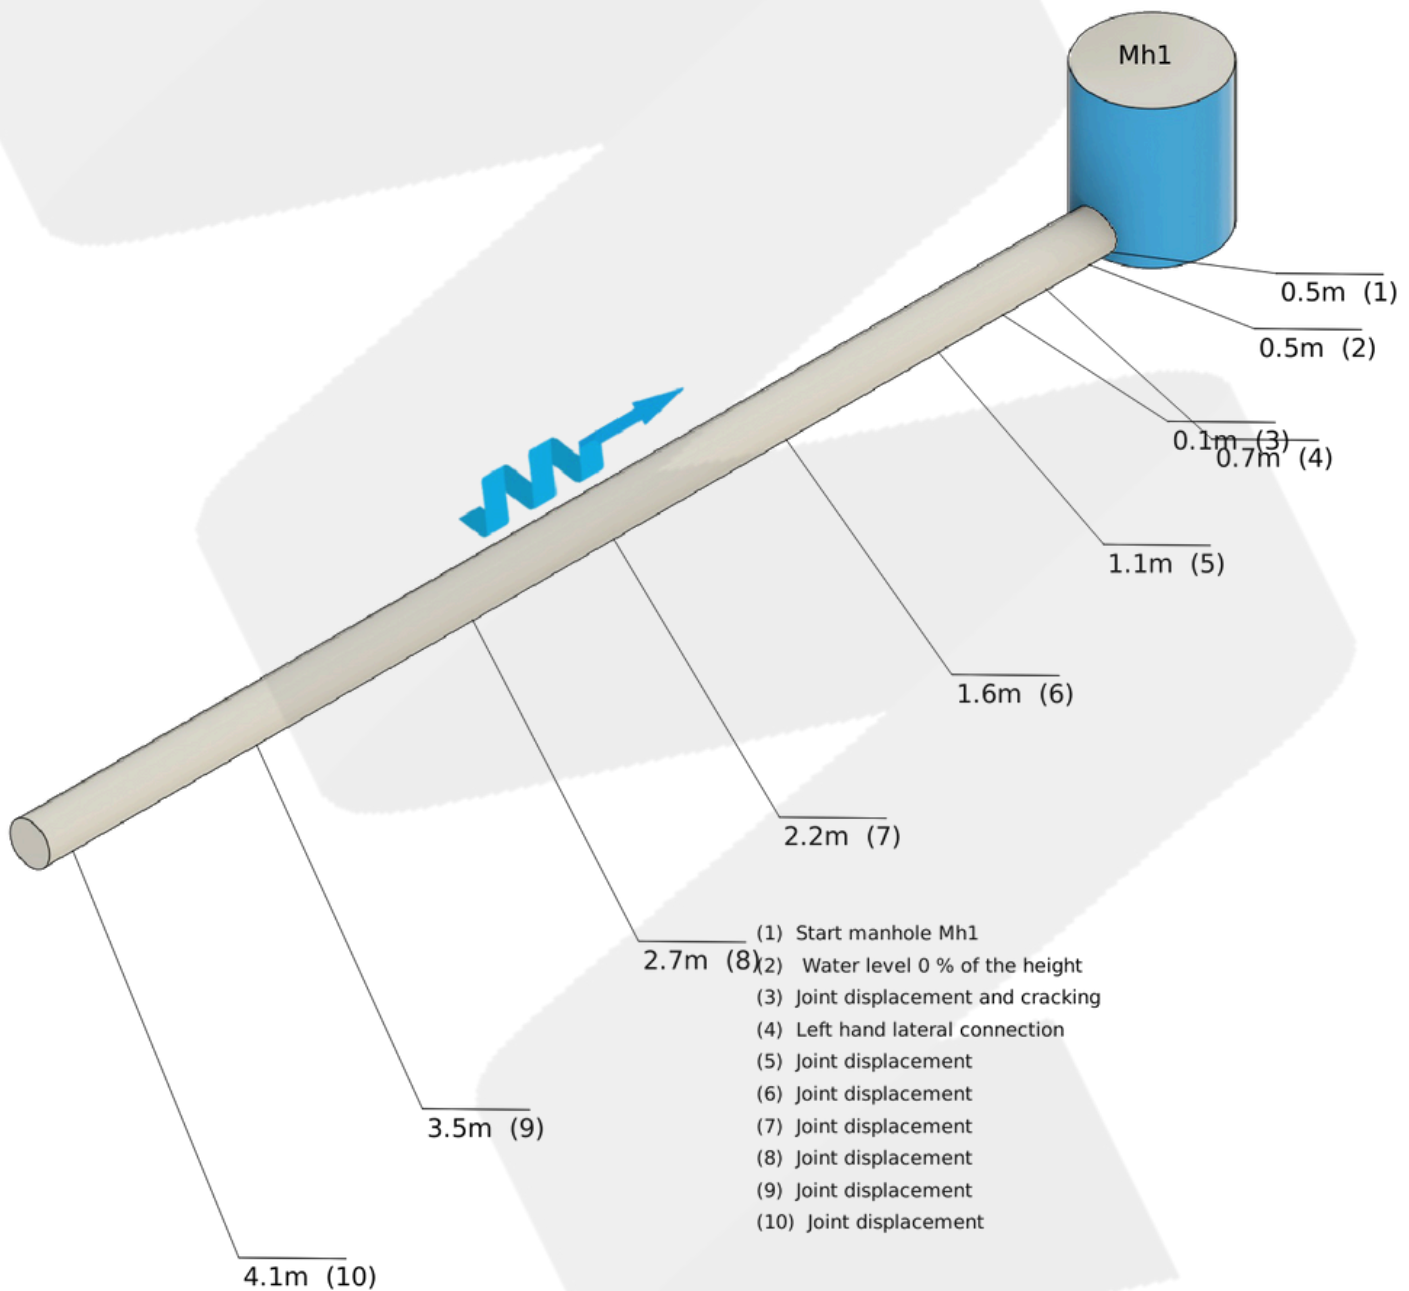 Mh1
0.5m (1)
0.5m (2)
0.1m (3)
0.7m (4)
1.1m (5)
1.6m (6)
2.2m (7)
2.7m (8)
3.5m (9)
4.1m (10)
(1) Start manhole Mh1
(2) Water level 0 % of the height
(3) Joint displacement and cracking
(4) Left hand lateral connection
(5) Joint displacement
(6) Joint displacement
(7) Joint displacement
(8) Joint displacement
(9) Joint displacement
(10) Joint displacement